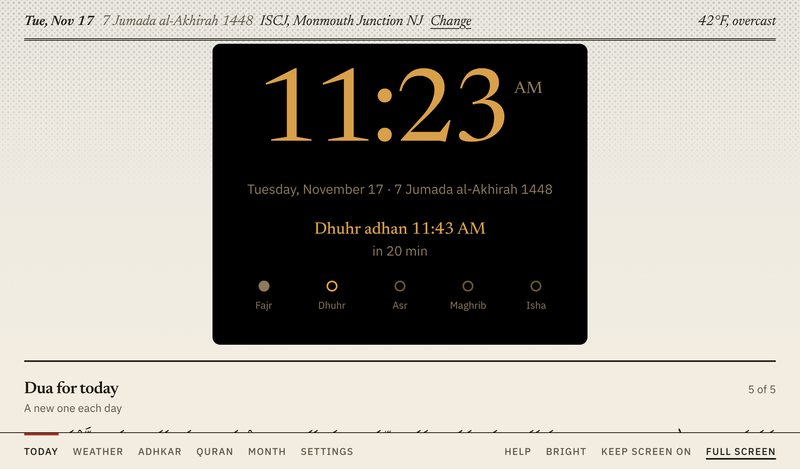 Tue, Nov 17 7 Jumada al-Akhirah 1448 ISCJ, Monmouth Junction NJ Change 42°F, overcast
11:23 AM
Tuesday, November 17 · 7 Jumada al-Akhirah 1448
Dhuhr adhan 11:43 AM
in 20 min
Fajr Dhuhr Asr Maghrib Isha
Dua for today 5 of 5
A new one each day
TODAY WEATHER ADHKAR QURAN MONTH SETTINGS HELP BRIGHT KEEP SCREEN ON FULL SCREEN